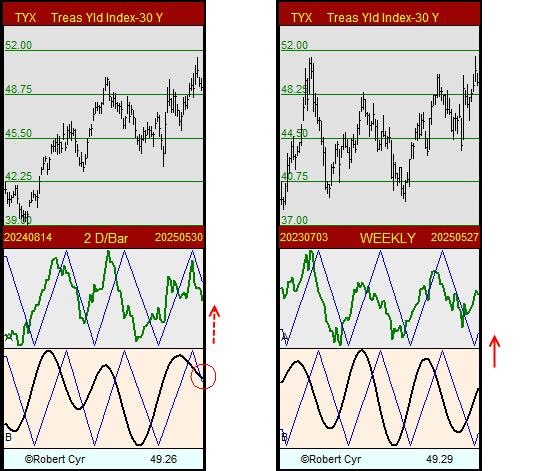 TYX Treas Yld Index-30 Y
52.00
48.75
45.50
42.25
39.00
20240814 2 D/Bar 20250530
A
B
©Robert Cyr 49.26
TYX Treas Yld Index-30 Y
52.00
48.25
44.50
40.75
37.00
20230703 WEEKLY 20250527
A
B
©Robert Cyr 49.29